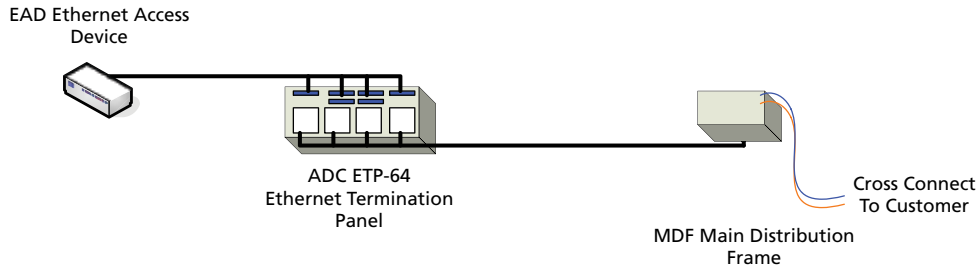 EAD Ethernet Access
Device
ADC ETP-64
Ethernet Termination
Panel
MDF Main Distribution
Frame
Cross Connect
To Customer